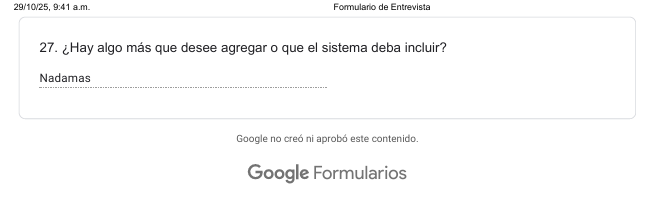 29/10/25, 9:41 a.m. Formulario de Entrevista
27. ¿Hay algo más que desee agregar o que el sistema deba incluir?
Nadamas
Google no creó ni aprobó este contenido.
Google Formularios